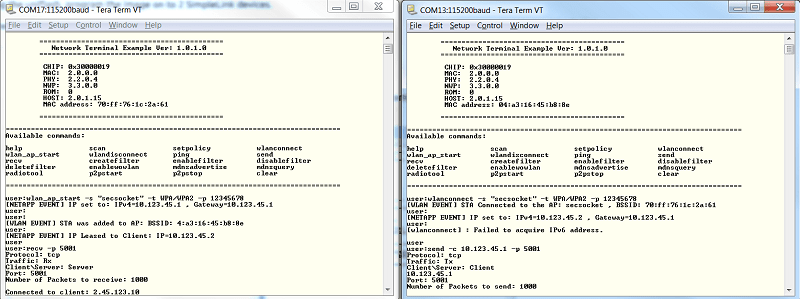 e on to 2 SimpleLink devices.
COM17:115200baud - Tera Term VT
File Edit Setup Control Window Help
=============================================
Network Terminal Example Ver: 1.0.1.0
=============================================
CHIP: 0x30000019
MAC: 2.0.0.0
PHY: 2.2.0.4
NWP: 3.3.0.0
ROM: 0
HOST: 2.0.1.15
MAC address: 70:ff:76:1c:2a:61
=============================================
Available commands:
help scan setpolicy wlanconnect
wlan_ap_start wlandisconnect ping send
recv createfilter enablefilter disablefilter
deletefilter enablewowlan mdnsadvertise mdnsquery
radiotool p2pstart p2pstop clear
user:wlan_ap_start -s "secsocket" -t WPA/WPA2 -p 12345678
[NETAPP EVENT] IP set to: IPv4=10.123.45.1 , Gateway=10.123.45.1
user:
user:
[WLAN EVENT] STA was added to AP: BSSID: 4:a3:16:45:b8:8e
user:
[NETAPP EVENT] IP Leased to Client: IP=10.123.45.2
user
user:recv -p 5001
Protocol: tcp
Traffic: Rx
Client\Server: Server
Port: 5001
Number of Packets to receive: 1000
Connected to client: 2.45.123.10
COM13:115200baud - Tera Term VT
File Edit Setup Control Window Help
=============================================
Network Terminal Example Ver: 1.0.1.0
=============================================
CHIP: 0x30000019
MAC: 2.0.0.0
PHY: 2.2.0.4
NWP: 3.3.0.0
ROM: 0
HOST: 2.0.1.15
MAC address: 04:a3:16:45:b8:8e
=============================================
Available commands:
help scan setpolicy wlanconnect
wlan_ap_start wlandisconnect ping send
recv createfilter enablefilter disablefilter
deletefilter enablewowlan mdnsadvertise mdnsquery
radiotool p2pstart p2pstop clear
user:wlanconnect -s "secsocket" -t WPA/WPA2 -p 12345678
[WLAN EVENT] STA Connected to the AP: secsocket , BSSID: 70:ff:76:1c:2a:61
user:
[NETAPP EVENT] IP set to: IPv4=10.123.45.2 , Gateway=10.123.45.1
user:
[wlanconnect] : Failed to acquire IPv6 address.
user
user:send -c 10.123.45.1 -p 5001
Protocol: tcp
Traffic: Tx
Client\Server: Client
10.123.45.1
Port: 5001
Number of Packets to send: 1000